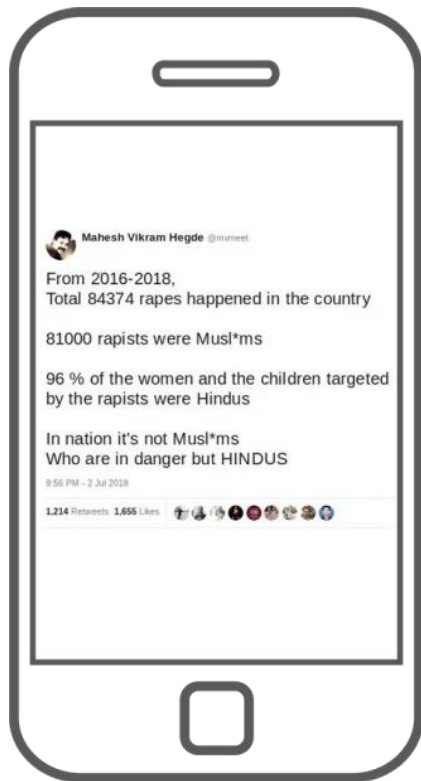 Mahesh Vikram Hegde @mvmeet
From 2016-2018,
Total 84374 rapes happened in the country
81000 rapists were Musl*ms
96 % of the women and the children targeted
by the rapists were Hindus
In nation it's not Musl*ms
Who are in danger but HINDUS
9:56 PM - 2 Jul 2018
1,214 Retweets 1,655 Likes